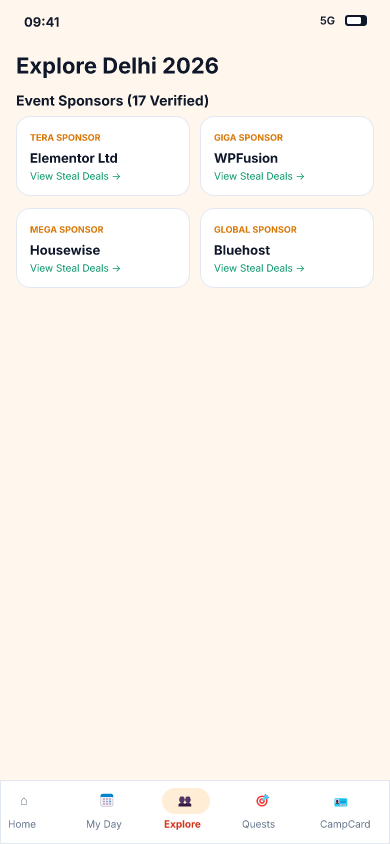 09:41
5G
Explore Delhi 2026
Event Sponsors (17 Verified)
TERA SPONSOR
Elementor Ltd
View Steal Deals →
GIGA SPONSOR
WPFusion
View Steal Deals →
MEGA SPONSOR
Housewise
View Steal Deals →
GLOBAL SPONSOR
Bluehost
View Steal Deals →
Home
My Day
Explore
Quests
CampCard